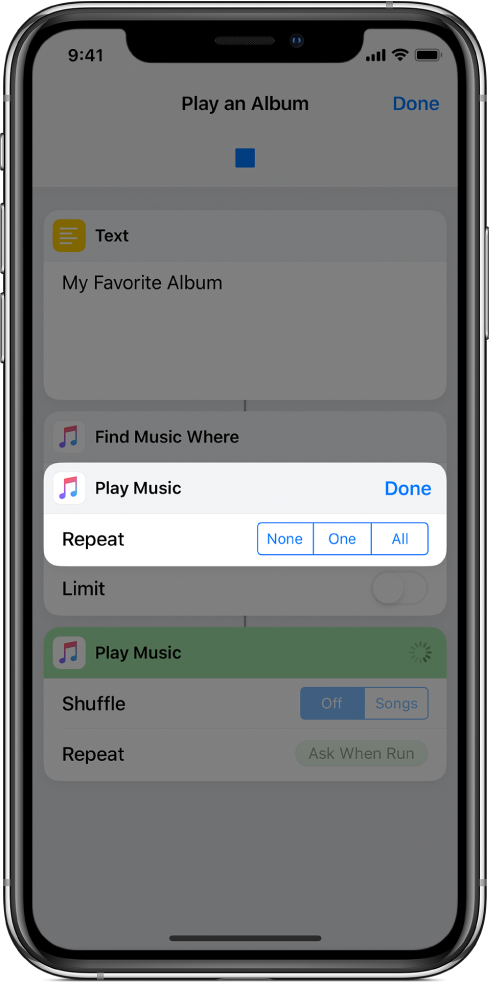 9:41
Play an Album Done
Text
My Favorite Album
Find Music Where
Play Music Done
Repeat None One All
Limit
Play Music
Shuffle Off Songs
Repeat Ask When Run